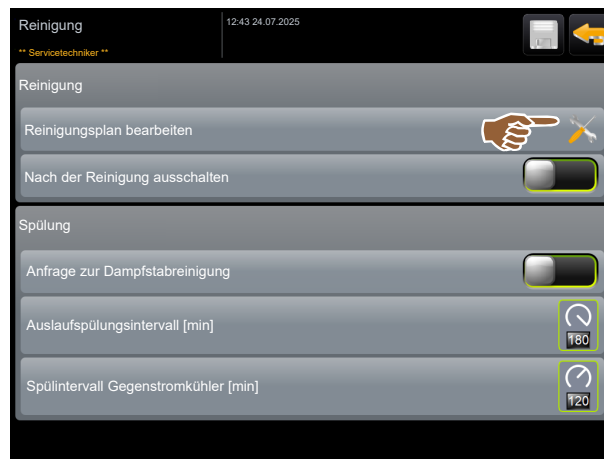 Reinigung
12:43 24.07.2025
** Servicetechniker **
Reinigung
Reinigungsplan bearbeiten
Nach der Reinigung ausschalten
Spülung
Anfrage zur Dampfstabreinigung
Auslaufspülungsintervall [min]
180
Spülintervall Gegenstromkühler [min]
120